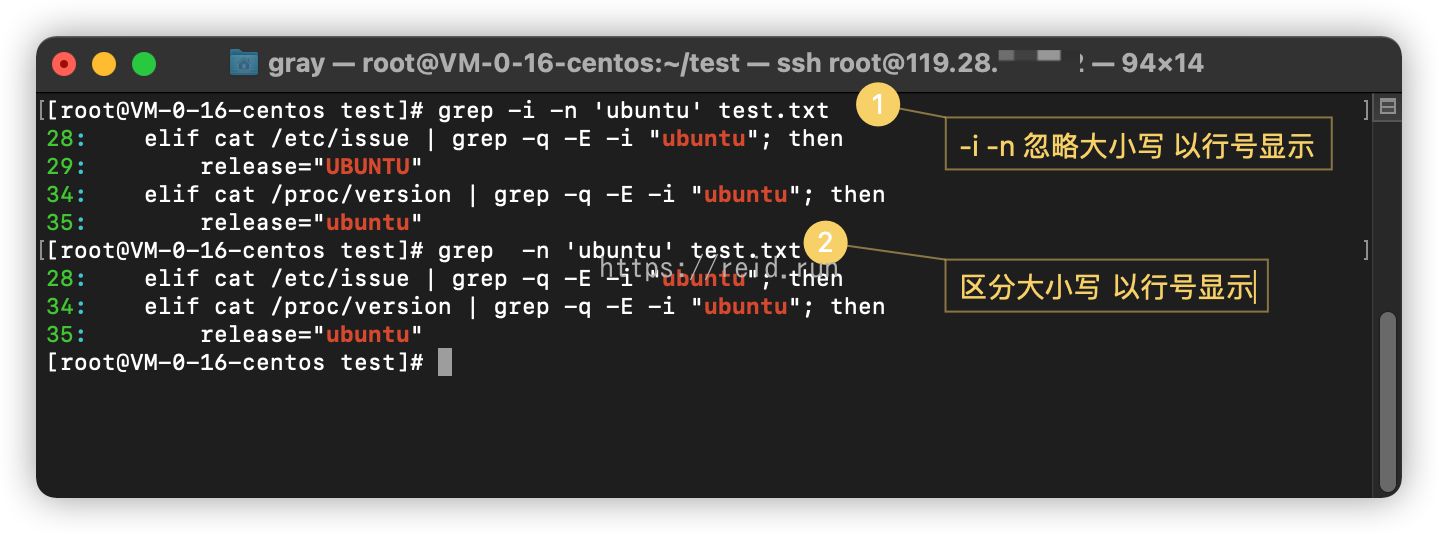 gray — root@VM-0-16-centos:~/test — ssh root@119.28. — 94×14
[[root@VM-0-16-centos test]# grep -i -n 'ubuntu' test.txt ]
1
-i -n 忽略大小写 以行号显示
28:    elif cat /etc/issue | grep -q -E -i "ubuntu"; then
29:        release="UBUNTU"
34:    elif cat /proc/version | grep -q -E -i "ubuntu"; then
35:        release="ubuntu"
[[root@VM-0-16-centos test]# grep  -n 'ubuntu' test.txt ]
2
区分大小写 以行号显示
https://reid.run
28:    elif cat /etc/issue | grep -q -E -i "ubuntu"; then
34:    elif cat /proc/version | grep -q -E -i "ubuntu"; then
35:        release="ubuntu"
[root@VM-0-16-centos test]#